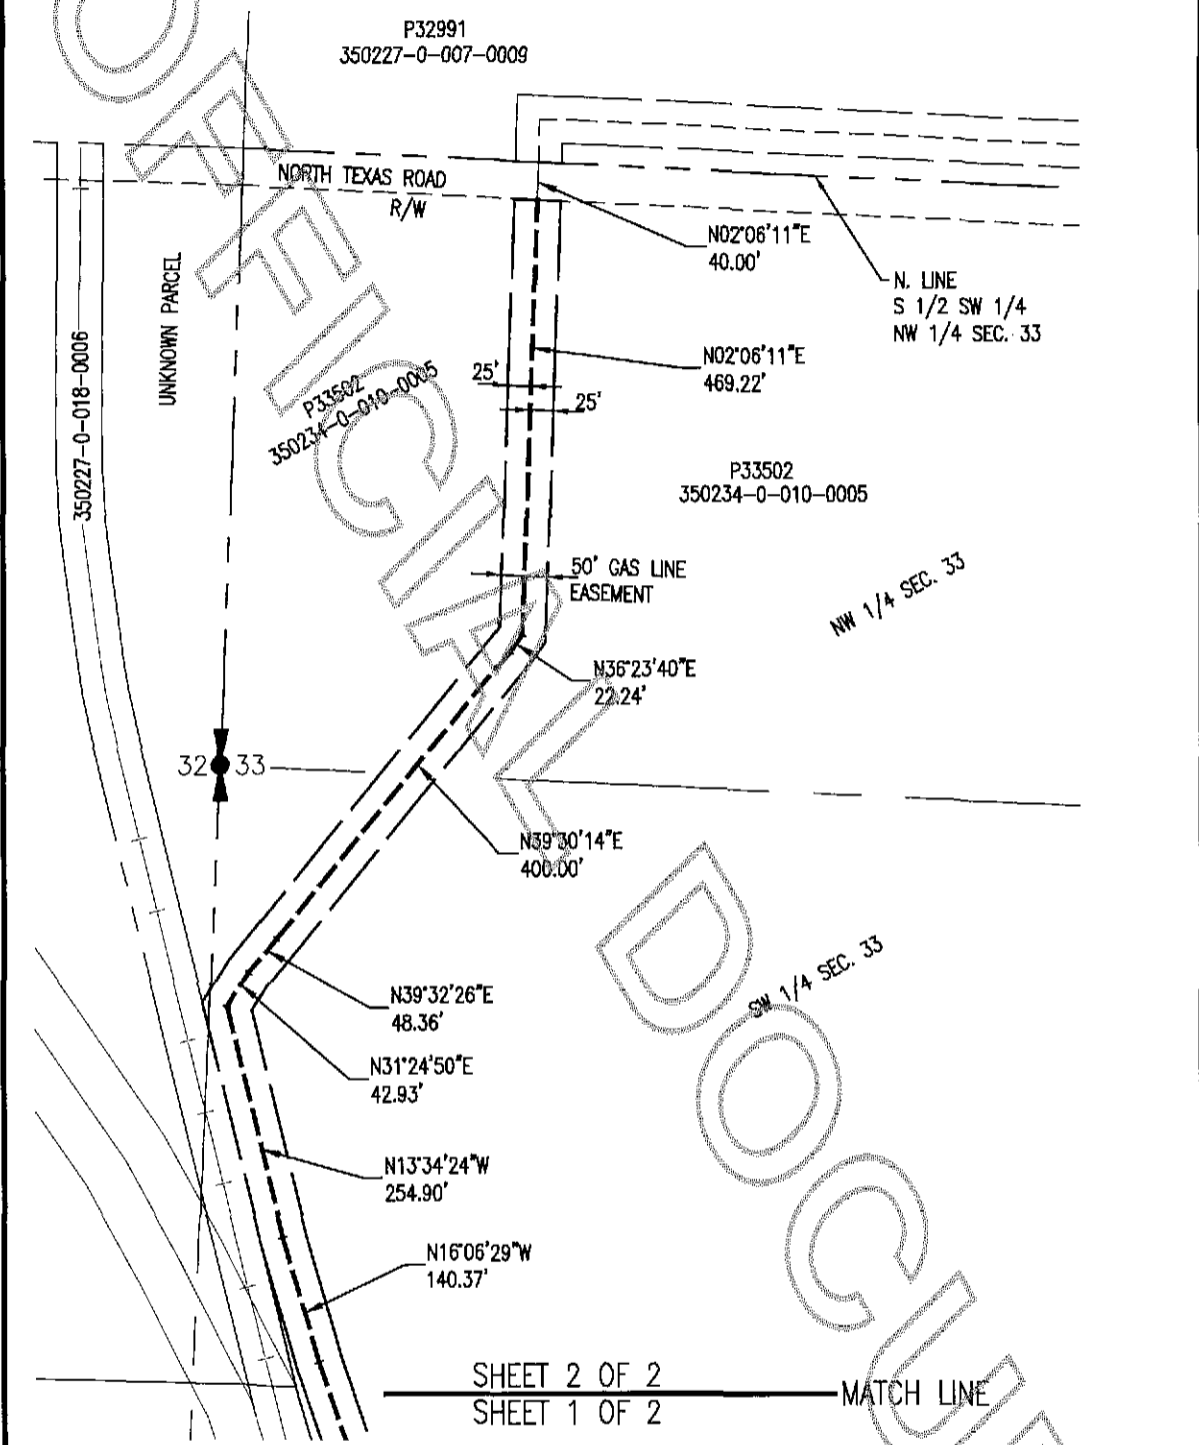 P32991
350227-0-007-0009
NORTH TEXAS ROAD
R/W
N02°06'11"E
40.00'
N. LINE
S 1/2 SW 1/4
NW 1/4 SEC. 33
UNKNOWN PARCEL
350227-0-018-0006
P33502
350234-0-010-0005
25'
25'
N02°06'11"E
469.22'
P33502
350234-0-010-0005
50' GAS LINE
EASEMENT
NW 1/4 SEC. 33
N36°23'40"E
22.24'
32 33
N39°30'14"E
400.00'
SW 1/4 SEC. 33
N39°32'26"E
48.36'
N31°24'50"E
42.93'
N13°34'24"W
254.90'
N16°06'29"W
140.37'
SHEET 2 OF 2
MATCH LINE
SHEET 1 OF 2
OFFICIAL DOCU